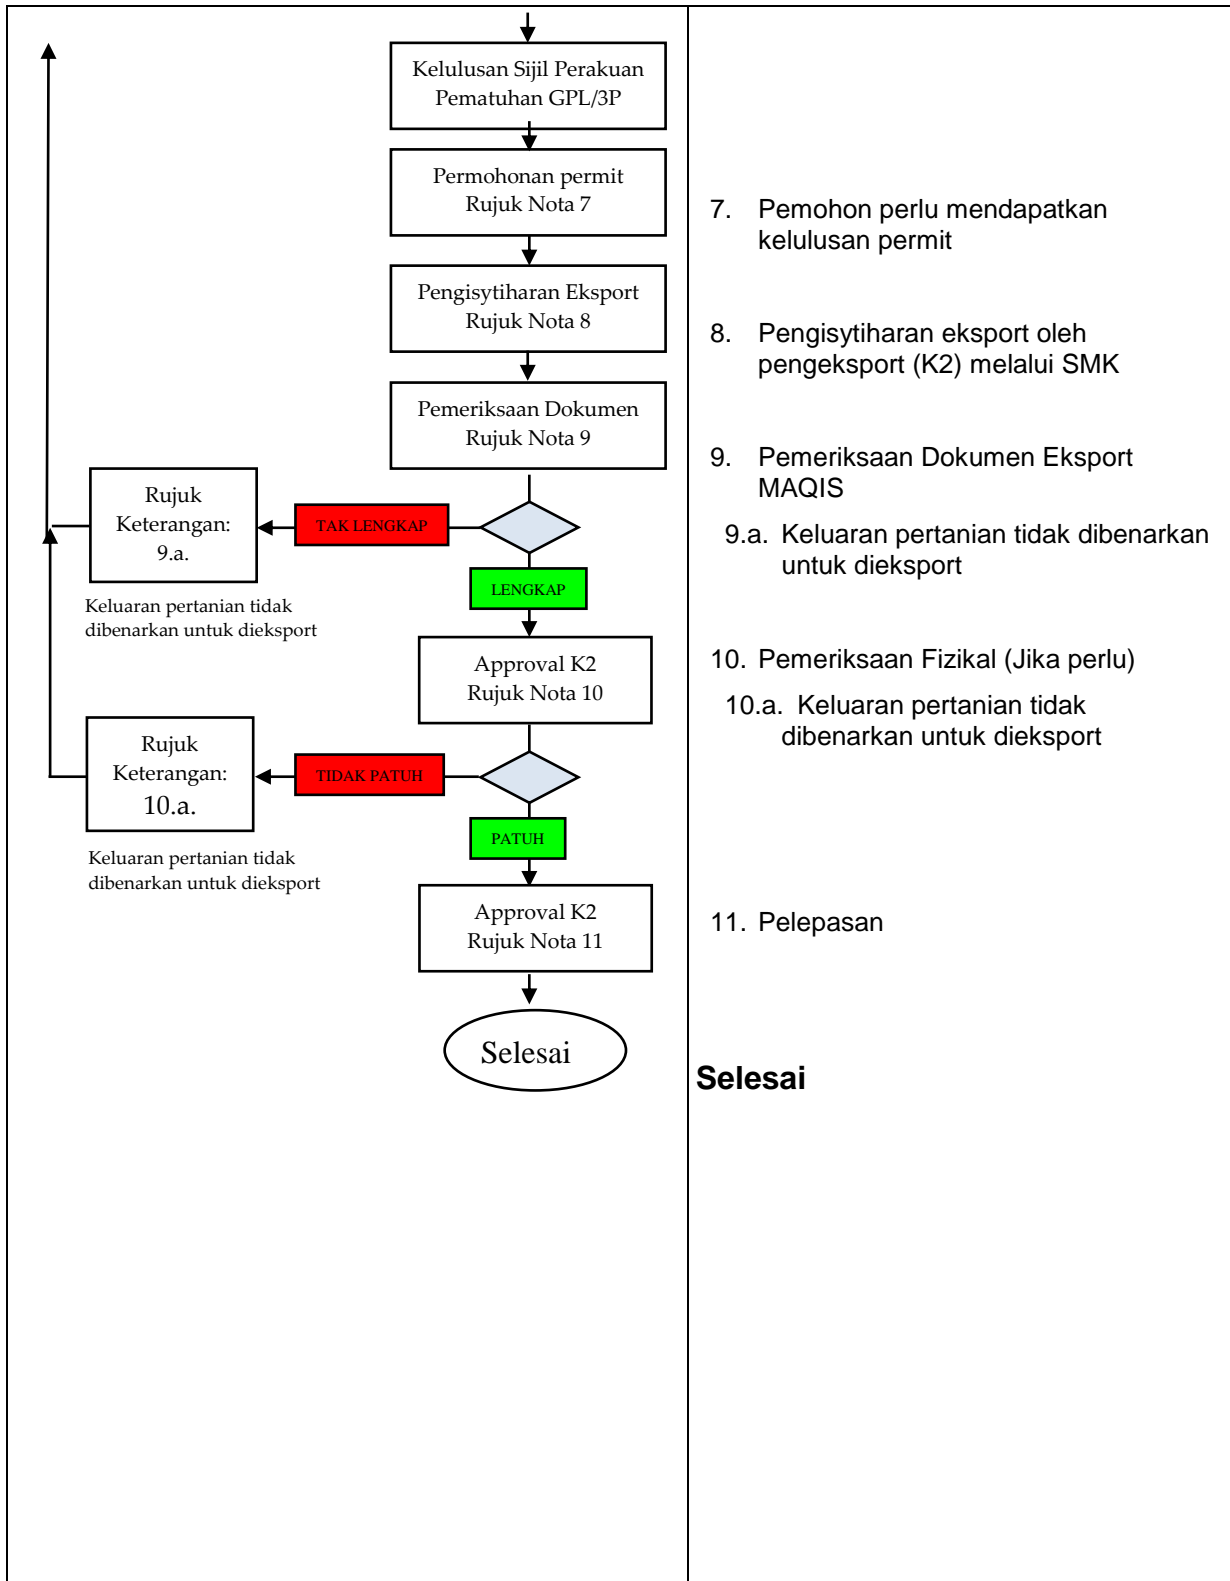 Kelulusan Sijil Perakuan
Pematuhan GPL/3P
Permohonan permit
Rujuk Nota 7
Pengisytiharan Eksport
Rujuk Nota 8
Pemeriksaan Dokumen
Rujuk Nota 9
Rujuk
Keterangan:
9.a.
TAK LENGKAP
LENGKAP
Keluaran pertanian tidak
dibenarkan untuk dieksport
Approval K2
Rujuk Nota 10
Rujuk
Keterangan:
10.a.
TIDAK PATUH
PATUH
Keluaran pertanian tidak
dibenarkan untuk dieksport
Approval K2
Rujuk Nota 11
Selesai
7. Pemohon perlu mendapatkan
kelulusan permit
8. Pengisytiharan eksport oleh
pengeksport (K2) melalui SMK
9. Pemeriksaan Dokumen Eksport
MAQIS
9.a. Keluaran pertanian tidak dibenarkan
untuk dieksport
10. Pemeriksaan Fizikal (Jika perlu)
10.a. Keluaran pertanian tidak
dibenarkan untuk dieksport
11. Pelepasan
Selesai